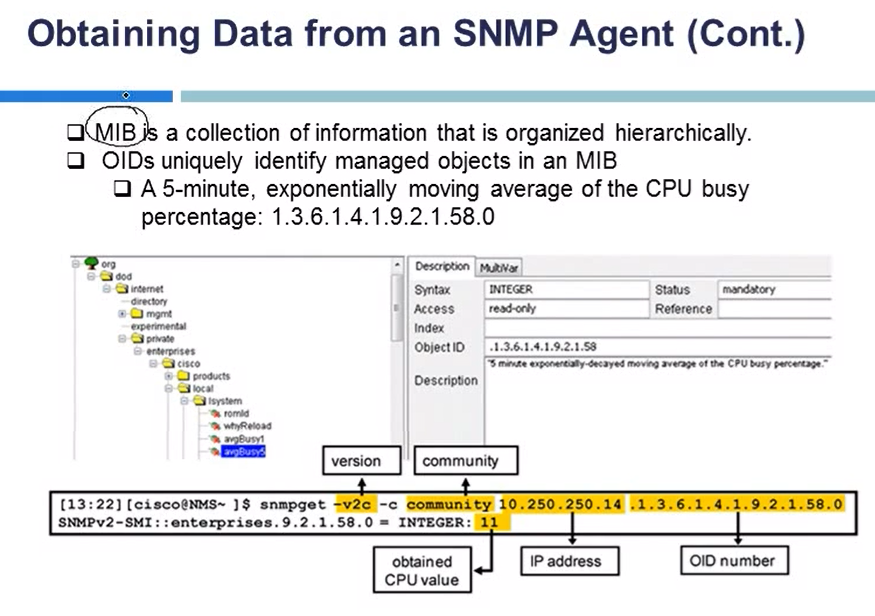 Obtaining Data from an SNMP Agent (Cont.)
MIB is a collection of information that is organized hierarchically.
OIDs uniquely identify managed objects in an MIB
A 5-minute, exponentially moving average of the CPU busy
percentage: 1.3.6.1.4.1.9.2.1.58.0
org
dod
internet
directory
mgmt
experimental
private
enterprises
cisco
products
local
lsystem
romId
whyReload
avgBusy1
avgBusy5
Description MultiVar
Syntax INTEGER Status mandatory
Access read-only Reference
Index
Object ID .1.3.6.1.4.1.9.2.1.58
Description "5 minute exponentially-decayed moving average of the CPU busy percentage."
version community
[13:22][cisco@NMS~ ]$ snmpget -v2c -c community 10.250.250.14 .1.3.6.1.4.1.9.2.1.58.0
SNMPv2-SMI::enterprises.9.2.1.58.0 = INTEGER: 11
obtained
CPU value
IP address
OID number